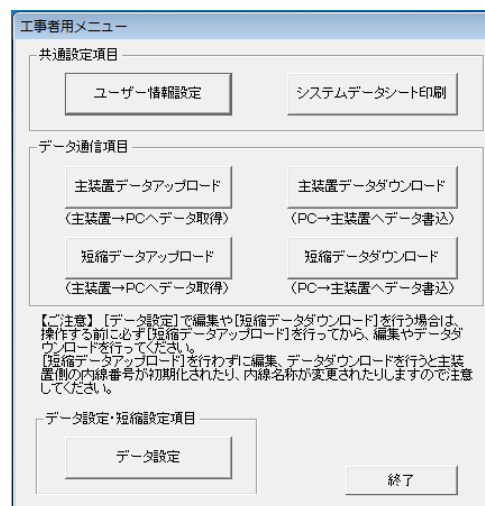 工事者用メニュー
共通設定項目
ユーザー情報設定
システムデータシート印刷
データ通信項目
主装置データアップロード
主装置データダウンロード
(主装置→PCへデータ取得)
(PC→主装置へデータ書込)
短縮データアップロード
短縮データダウンロード
(主装置→PCへデータ取得)
(PC→主装置へデータ書込)
【ご注意】 [データ設定]で編集や[短縮データダウンロード]を行う場合は、
操作する前に必ず[短縮データアップロード]を行ってから、編集やデータダ
ウンロードを行ってください。
[短縮データアップロード]を行わずに編集、データダウンロードを行うと主装
置側の内線番号が初期化されたり、内線名称が変更されたりしますので注意
してください。
データ設定・短縮設定項目
データ設定
終了